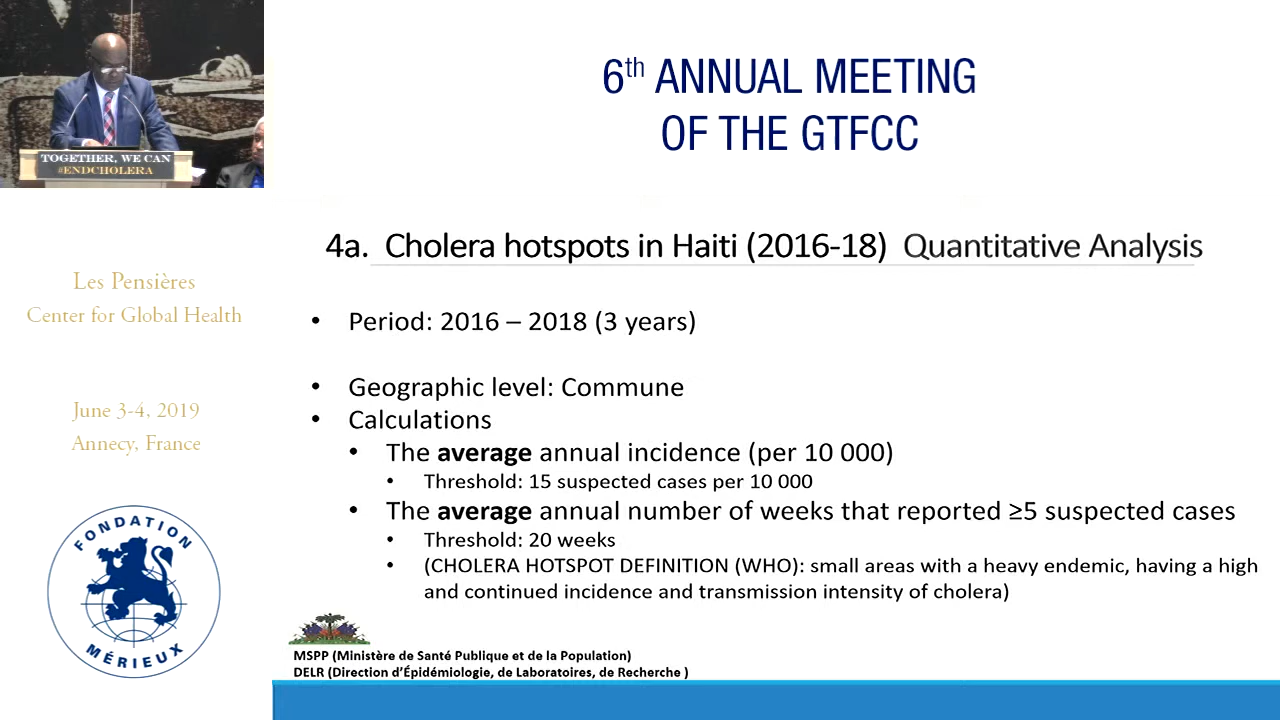 TOGETHER, WE CAN
#ENDCHOLERA
6th ANNUAL MEETING
OF THE GTFCC
Les Pensières
Center for Global Health
June 3-4, 2019
Annecy, France
FONDATION
MÉRIEUX
4a. Cholera hotspots in Haiti (2016-18) Quantitative Analysis
• Period: 2016 – 2018 (3 years)
• Geographic level: Commune
• Calculations
• The average annual incidence (per 10 000)
• Threshold: 15 suspected cases per 10 000
• The average annual number of weeks that reported ≥5 suspected cases
• Threshold: 20 weeks
• (CHOLERA HOTSPOT DEFINITION (WHO): small areas with a heavy endemic, having a high
and continued incidence and transmission intensity of cholera)
MSPP (Ministère de Santé Publique et de la Population)
DELR (Direction d'Épidémiologie, de Laboratoires, de Recherche )